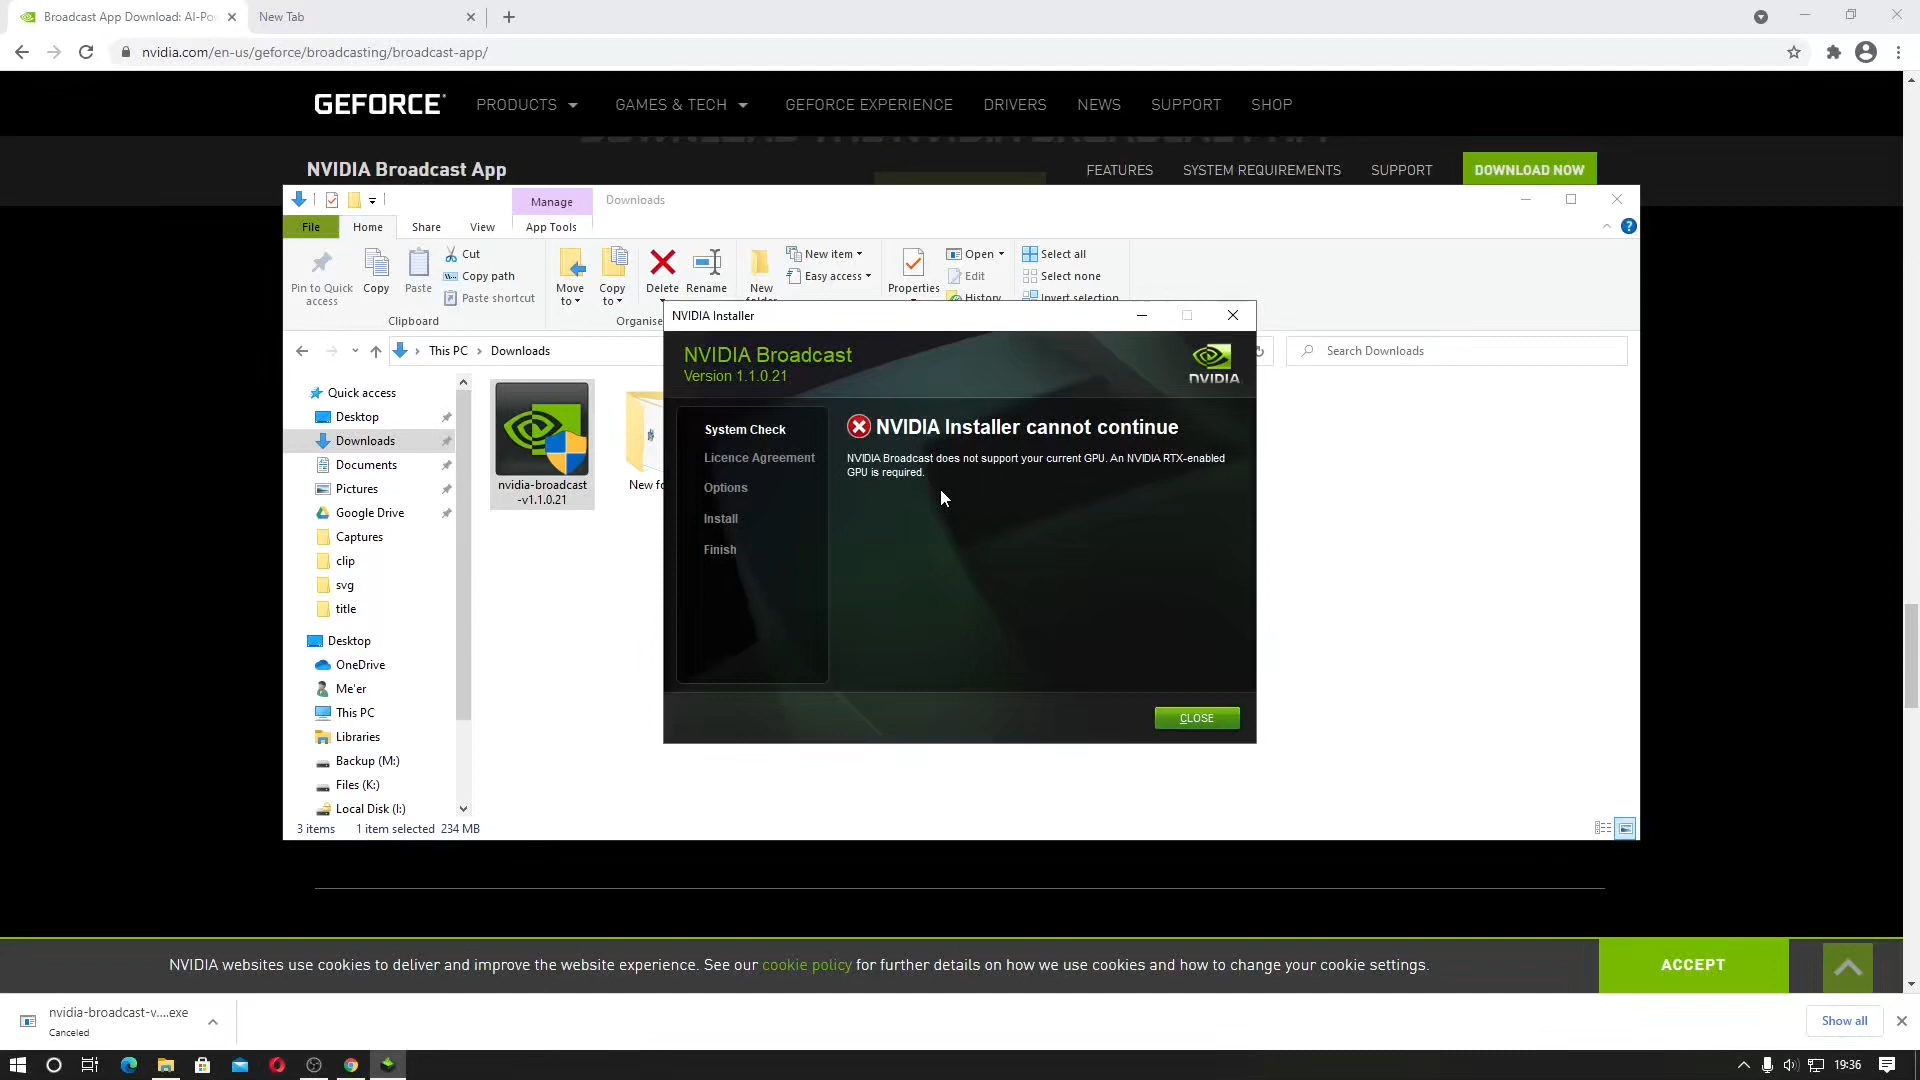 Broadcast App Download: AI-Po
New Tab
nvidia.com/en-us/geforce/broadcasting/broadcast-app/
GEFORCE
PRODUCTS
GAMES & TECH
GEFORCE EXPERIENCE
DRIVERS
NEWS
SUPPORT
SHOP
DOWNLOAD THE NVIDIA BROADCAST APP
NVIDIA Broadcast App
FEATURES
SYSTEM REQUIREMENTS
SUPPORT
DOWNLOAD NOW
Manage
Downloads
File
Home
Share
View
App Tools
Pin to Quick
access
Copy
Paste
Cut
Copy path
Paste shortcut
Clipboard
Move
to
Copy
to
Delete
Rename
Organise
New
folder
New item
Easy access
Properties
Open
Edit
History
Select all
Select none
Invert selection
This PC
Downloads
Search Downloads
Quick access
Desktop
Downloads
Documents
Pictures
Google Drive
Captures
clip
svg
title
Desktop
OneDrive
Me'er
This PC
Libraries
Backup (M:)
Files (K:)
Local Disk (I:)
nvidia-broadcast
-v1.1.0.21
New fo
3 items
1 item selected 234 MB
NVIDIA Installer
NVIDIA Broadcast
Version 1.1.0.21
NVIDIA
System Check
Licence Agreement
Options
Install
Finish
NVIDIA Installer cannot continue
NVIDIA Broadcast does not support your current GPU. An NVIDIA RTX-enabled
GPU is required.
CLOSE
NVIDIA websites use cookies to deliver and improve the website experience. See our cookie policy for further details on how we use cookies and how to change your cookie settings.
ACCEPT
nvidia-broadcast-v....exe
Canceled
Show all
19:36